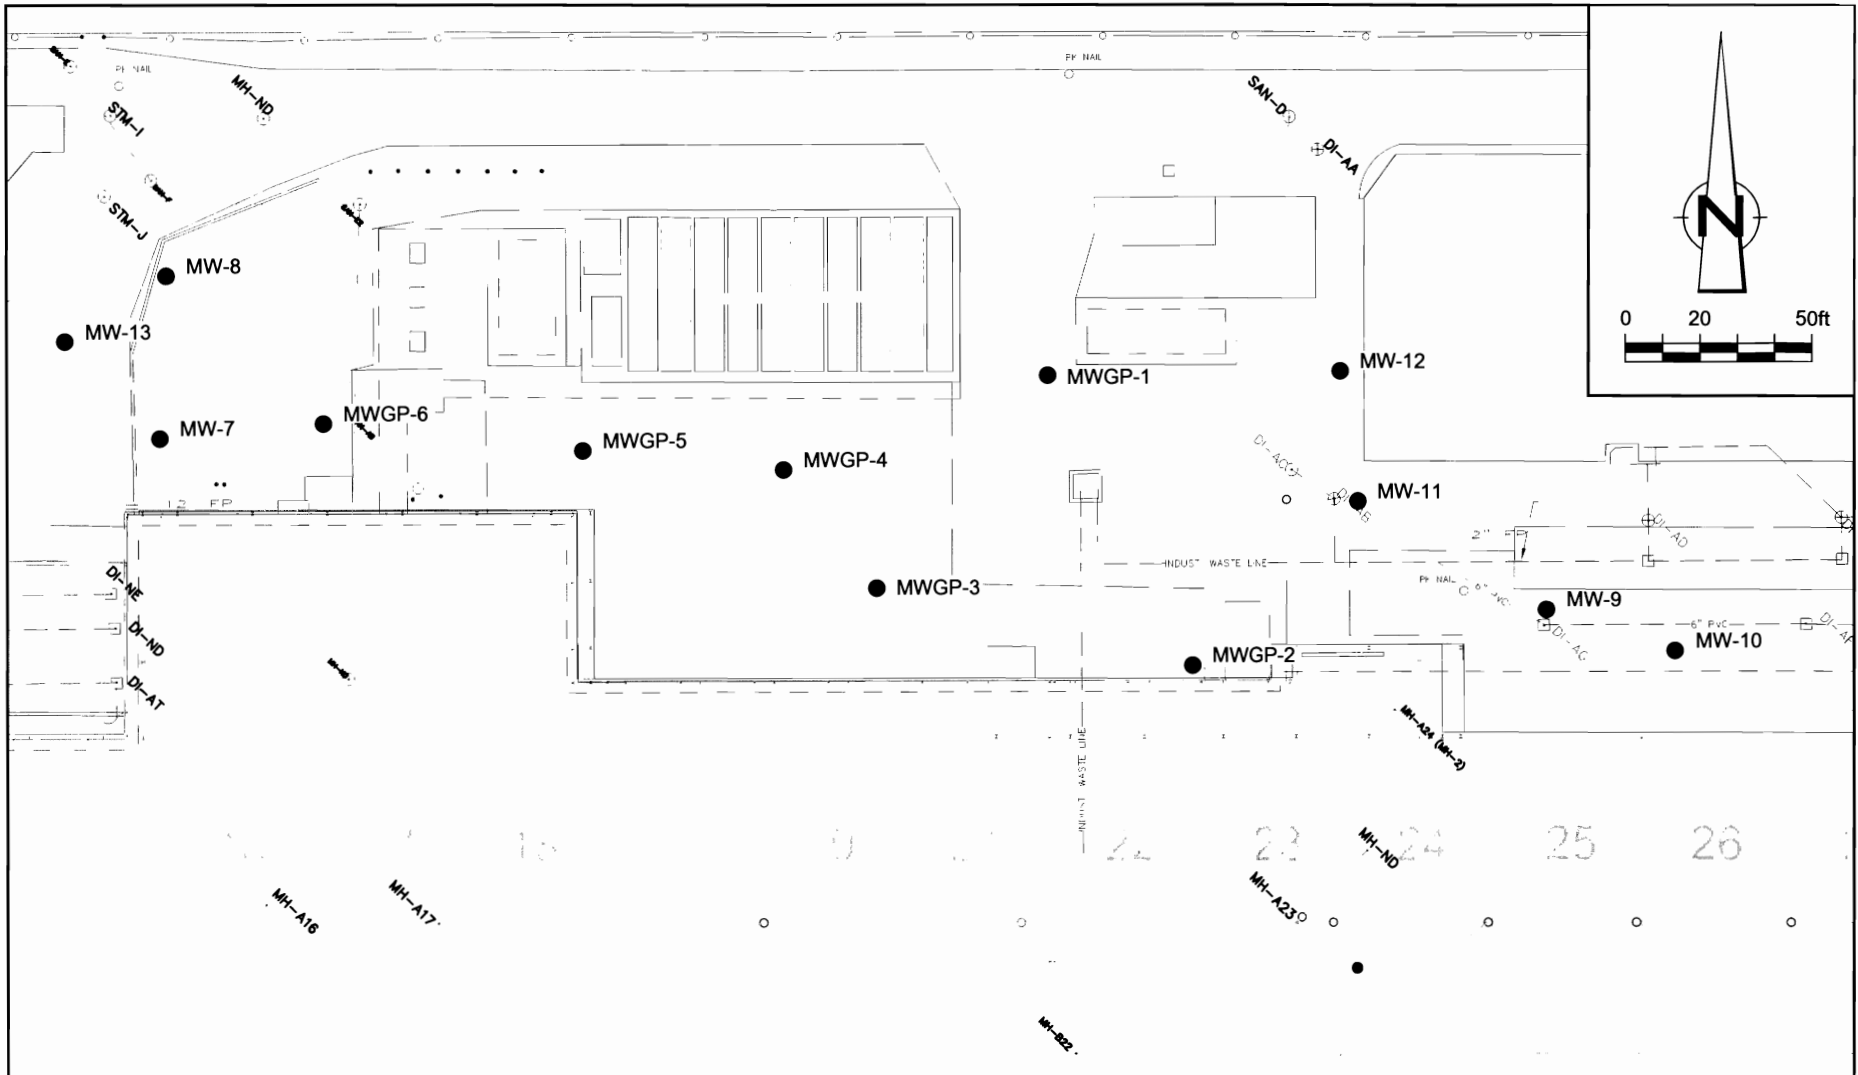 PK NAIL
PK NAIL
MH-ND
SAN-D
STM-I
DI-AA
STM-J
N
MW-8
0 20 50ft
MW-13
MW-12
MWGP-1
MWGP-6
MW-7
MWGP-5
DI-AC
MWGP-4
MW-11
12 FP
2" FP
DI-AD
INDUST WASTE LINE
DI-NE
PK NAIL
6" PVC
MWGP-3
MW-9
DI-ND
6" PVC
DI-AG
MW-10
MWGP-2
DI-AT
MH-A24 (MH-2)
INDUST WASTE LINE
22 23 24 25 26
MH-ND
MH-A16
MH-A17
MH-A23
MH-B22